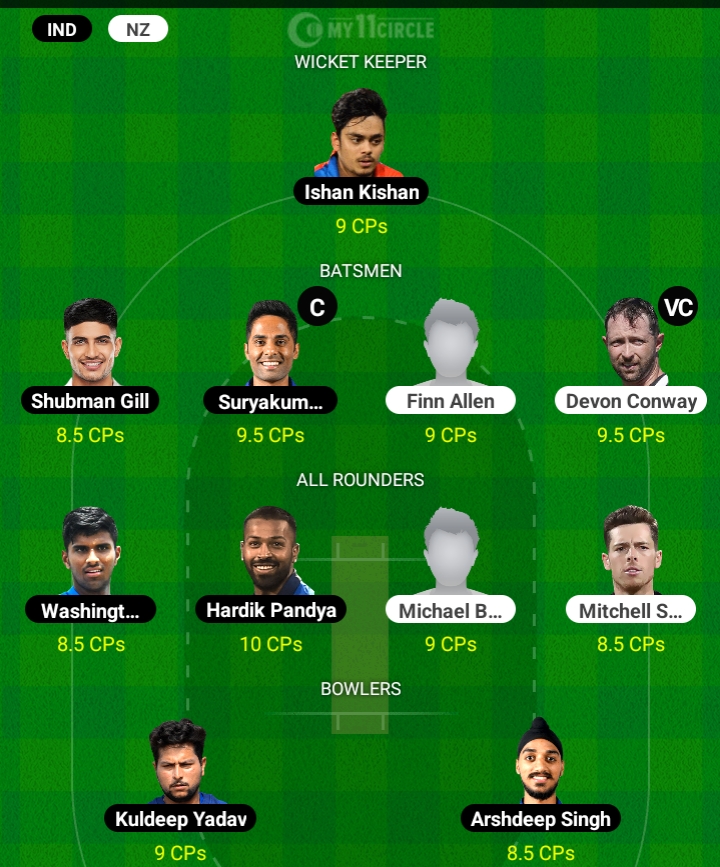 IND NZ MY11CIRCLE
WICKET KEEPER
Ishan Kishan
9 CPs
BATSMEN
C VC
Shubman Gill Suryakum... Finn Allen Devon Conway
8.5 CPs 9.5 CPs 9 CPs 9.5 CPs
ALL ROUNDERS
Washingt... Hardik Pandya Michael B... Mitchell S...
8.5 CPs 10 CPs 9 CPs 8.5 CPs
BOWLERS
Kuldeep Yadav Arshdeep Singh
9 CPs 8.5 CPs